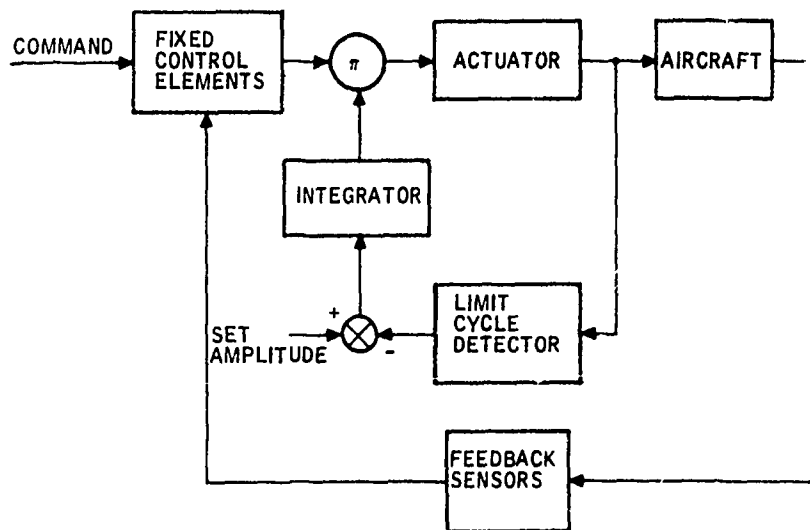 COMMAND
FIXED
CONTROL
ELEMENTS
π
ACTUATOR
AIRCRAFT
INTEGRATOR
+
-
SET
AMPLITUDE
LIMIT
CYCLE
DETECTOR
FEEDBACK
SENSORS